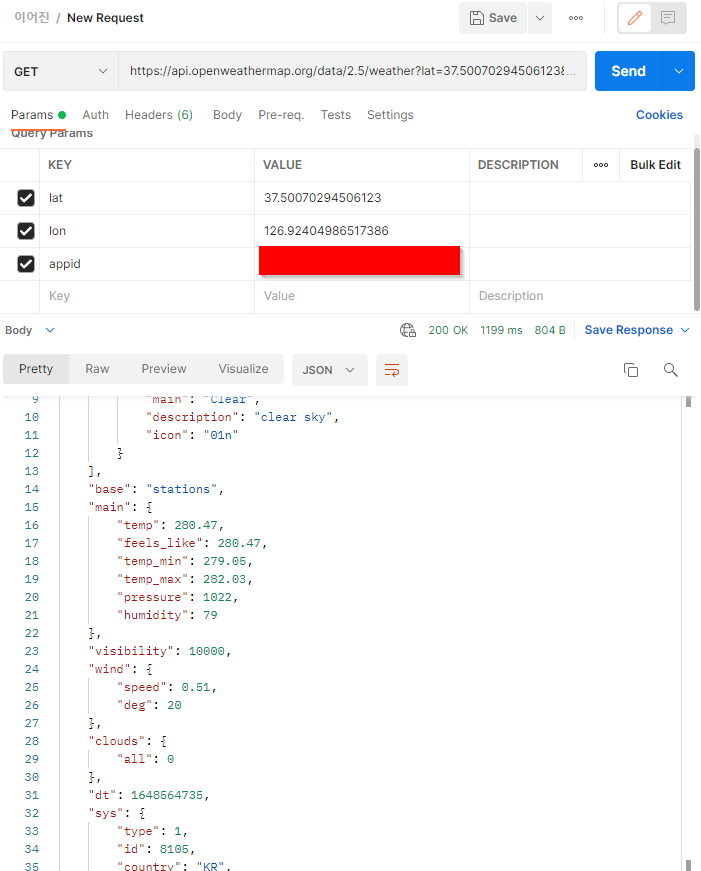 이어진 / New Request Save
GET https://api.openweathermap.org/data/2.5/weather?lat=37.50070294506123&... Send
Params Auth Headers (6) Body Pre-req. Tests Settings Cookies
Query Params
KEY VALUE DESCRIPTION Bulk Edit
lat 37.50070294506123
lon 126.92404986517386
appid
Key Value Description
Body 200 OK 1199 ms 804 B Save Response
Pretty Raw Preview Visualize JSON
9 "main": "Clear",
10 "description": "clear sky",
11 "icon": "01n"
12 }
13 ],
14 "base": "stations",
15 "main": {
16 "temp": 280.47,
17 "feels_like": 280.47,
18 "temp_min": 279.05,
19 "temp_max": 282.03,
20 "pressure": 1022,
21 "humidity": 79
22 },
23 "visibility": 10000,
24 "wind": {
25 "speed": 0.51,
26 "deg": 20
27 },
28 "clouds": {
29 "all": 0
30 },
31 "dt": 1648564735,
32 "sys": {
33 "type": 1,
34 "id": 8105,
35 "country": "KR",